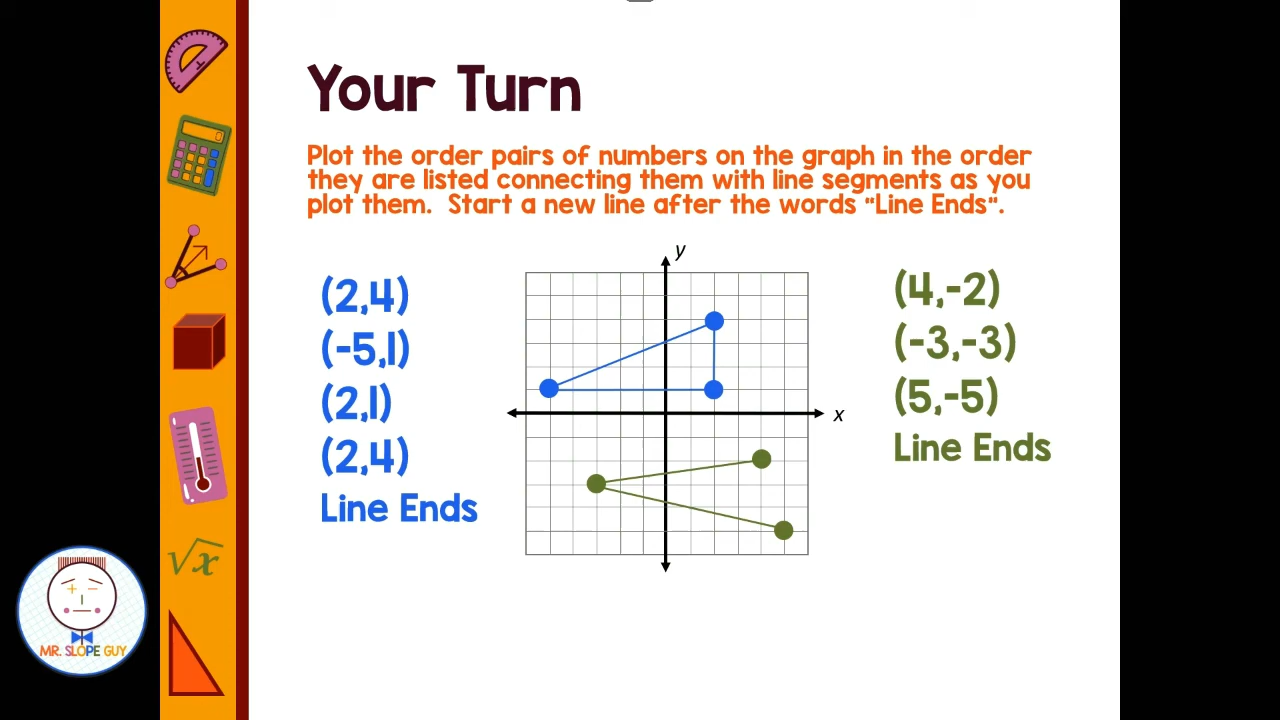 Your Turn
Plot the order pairs of numbers on the graph in the order
they are listed connecting them with line segments as you
plot them. Start a new line after the words "Line Ends".
(2,4)
(-5,1)
(2,1)
(2,4)
Line Ends
y
x
(4,-2)
(-3,-3)
(5,-5)
Line Ends
0
√x
MR. SLOPE GUY